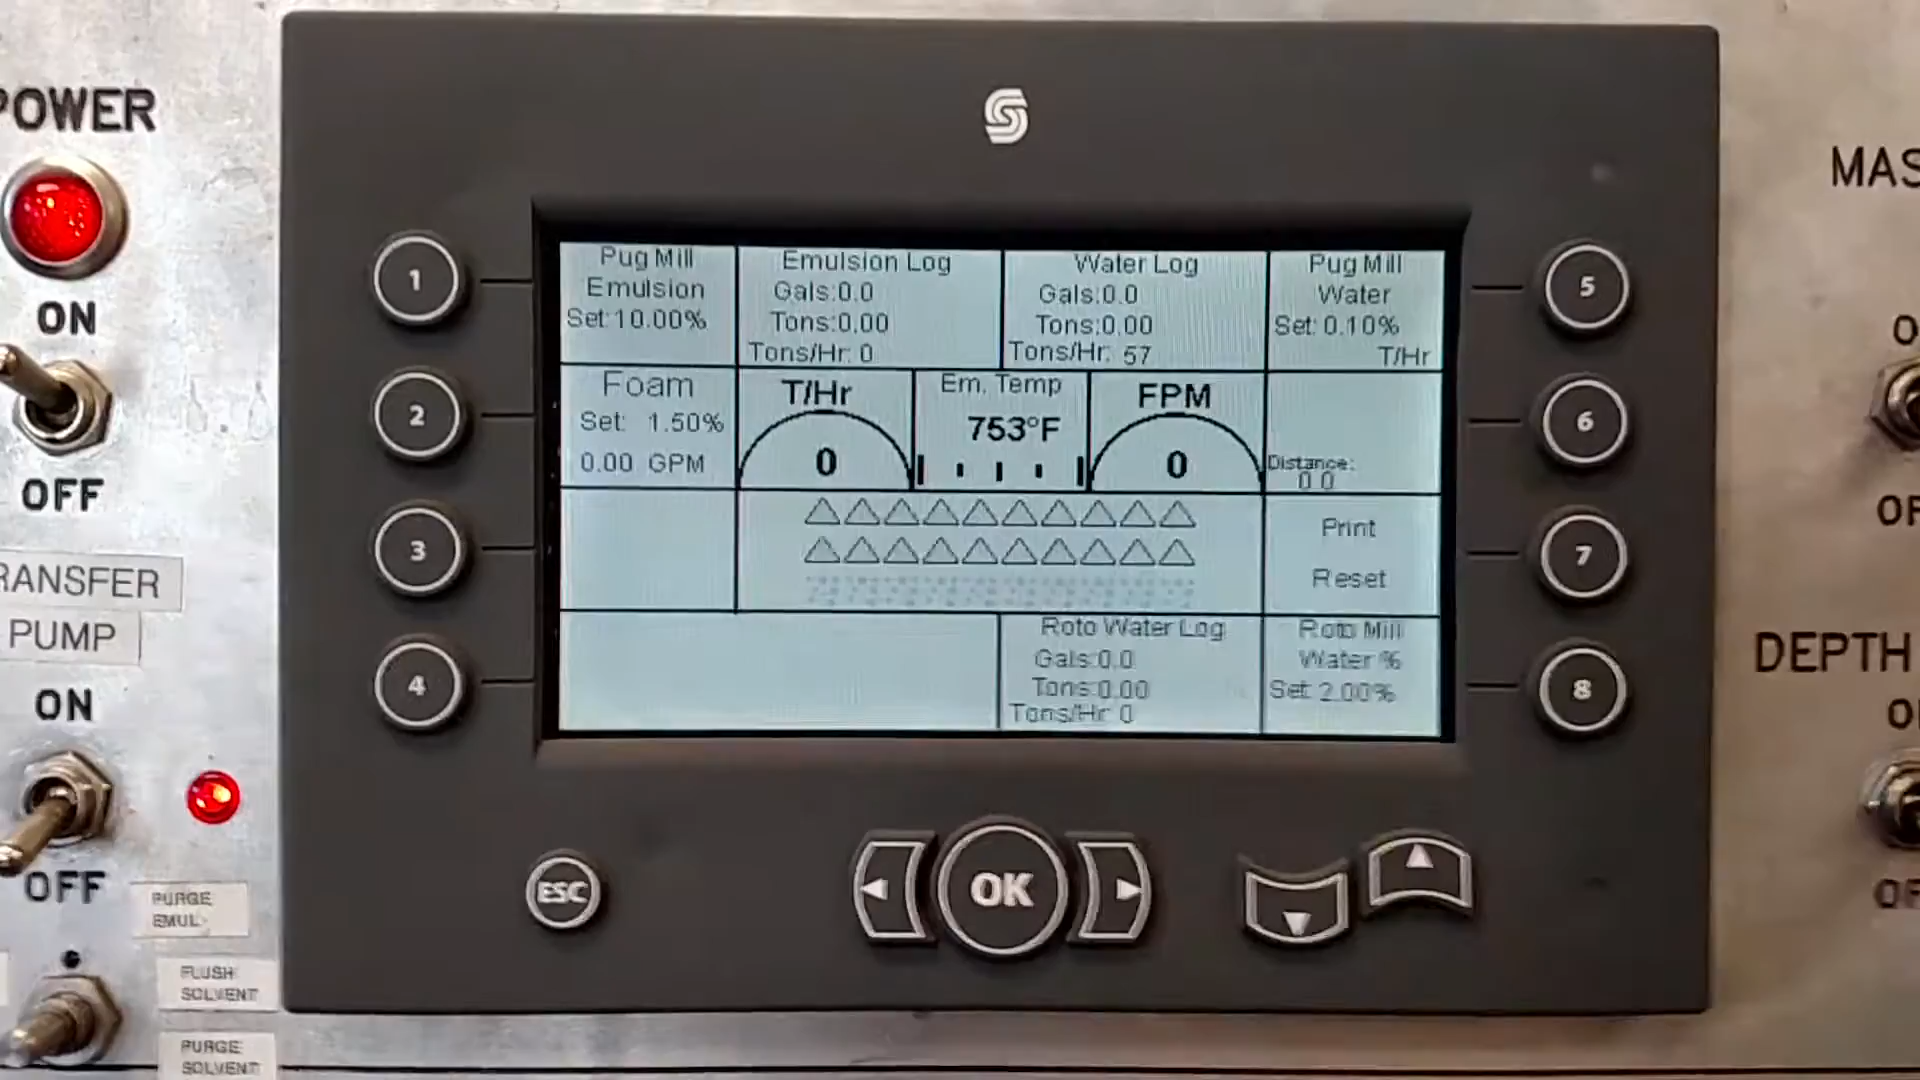 POWER
ON
OFF
RANSFER
PUMP
ON
OFF
PURGE
EMUL
FLUSH
SOLVENT
PURGE
SOLVENT
1
2
3
4
Pug Mill
Emulsion
Set:10.00%
Emulsion Log
Gals:0.0
Tons:0.00
Tons/Hr: 0
Water Log
Gals:0.0
Tons:0.00
Tons/Hr: 57
Pug Mill
Water
Set: 0.10%
T/Hr
Foam
Set: 1.50%
0.00 GPM
T/Hr
0
Em. Temp
753°F
FPM
0
Distance:
0.0
Print
Reset
Roto Water Log
Gals:0.0
Tons:0.00
Tons/Hr: 0
Roto Mill
Water %
Set: 2.00%
5
6
7
8
ESC
OK
MAS
O
OF
DEPTH
O
OF